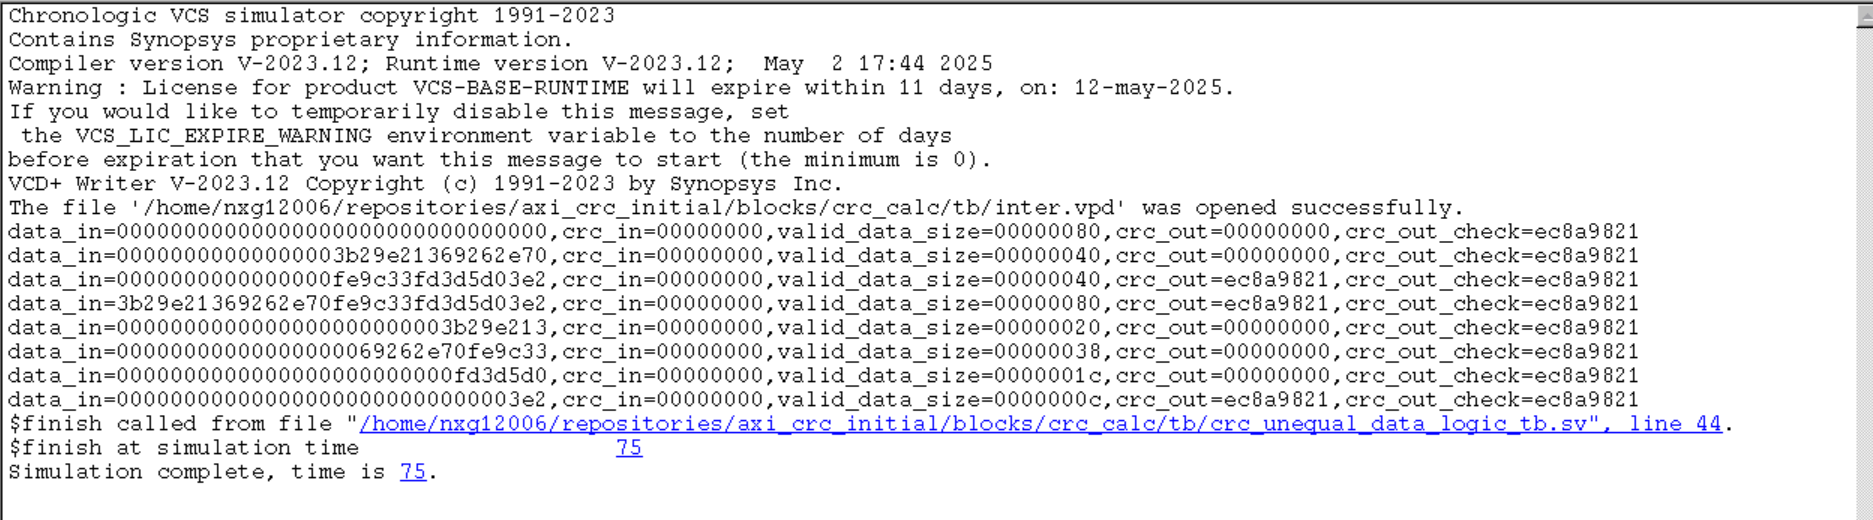 Chronologic VCS simulator copyright 1991-2023
Contains Synopsys proprietary information.
Compiler version V-2023.12; Runtime version V-2023.12;  May  2 17:44 2025
Warning : License for product VCS-BASE-RUNTIME will expire within 11 days, on: 12-may-2025.
If you would like to temporarily disable this message, set
 the VCS_LIC_EXPIRE_WARNING environment variable to the number of days
before expiration that you want this message to start (the minimum is 0).
VCD+ Writer V-2023.12 Copyright (c) 1991-2023 by Synopsys Inc.
The file '/home/nxg12006/repositories/axi_crc_initial/blocks/crc_calc/tb/inter.vpd' was opened successfully.
data_in=00000000000000000000000000000000,crc_in=00000000,valid_data_size=00000080,crc_out=00000000,crc_out_check=ec8a9821
data_in=00000000000000003b29e21369262e70,crc_in=00000000,valid_data_size=00000040,crc_out=00000000,crc_out_check=ec8a9821
data_in=0000000000000000fe9c33fd3d5d03e2,crc_in=00000000,valid_data_size=00000040,crc_out=ec8a9821,crc_out_check=ec8a9821
data_in=3b29e21369262e70fe9c33fd3d5d03e2,crc_in=00000000,valid_data_size=00000080,crc_out=ec8a9821,crc_out_check=ec8a9821
data_in=0000000000000000000000003b29e213,crc_in=00000000,valid_data_size=00000020,crc_out=00000000,crc_out_check=ec8a9821
data_in=00000000000000000069262e70fe9c33,crc_in=00000000,valid_data_size=00000038,crc_out=00000000,crc_out_check=ec8a9821
data_in=0000000000000000000000000fd3d5d0,crc_in=00000000,valid_data_size=0000001c,crc_out=00000000,crc_out_check=ec8a9821
data_in=000000000000000000000000000003e2,crc_in=00000000,valid_data_size=0000000c,crc_out=ec8a9821,crc_out_check=ec8a9821
$finish called from file "/home/nxg12006/repositories/axi_crc_initial/blocks/crc_calc/tb/crc_unequal_data_logic_tb.sv", line 44.
$finish at simulation time                   75
Simulation complete, time is 75.